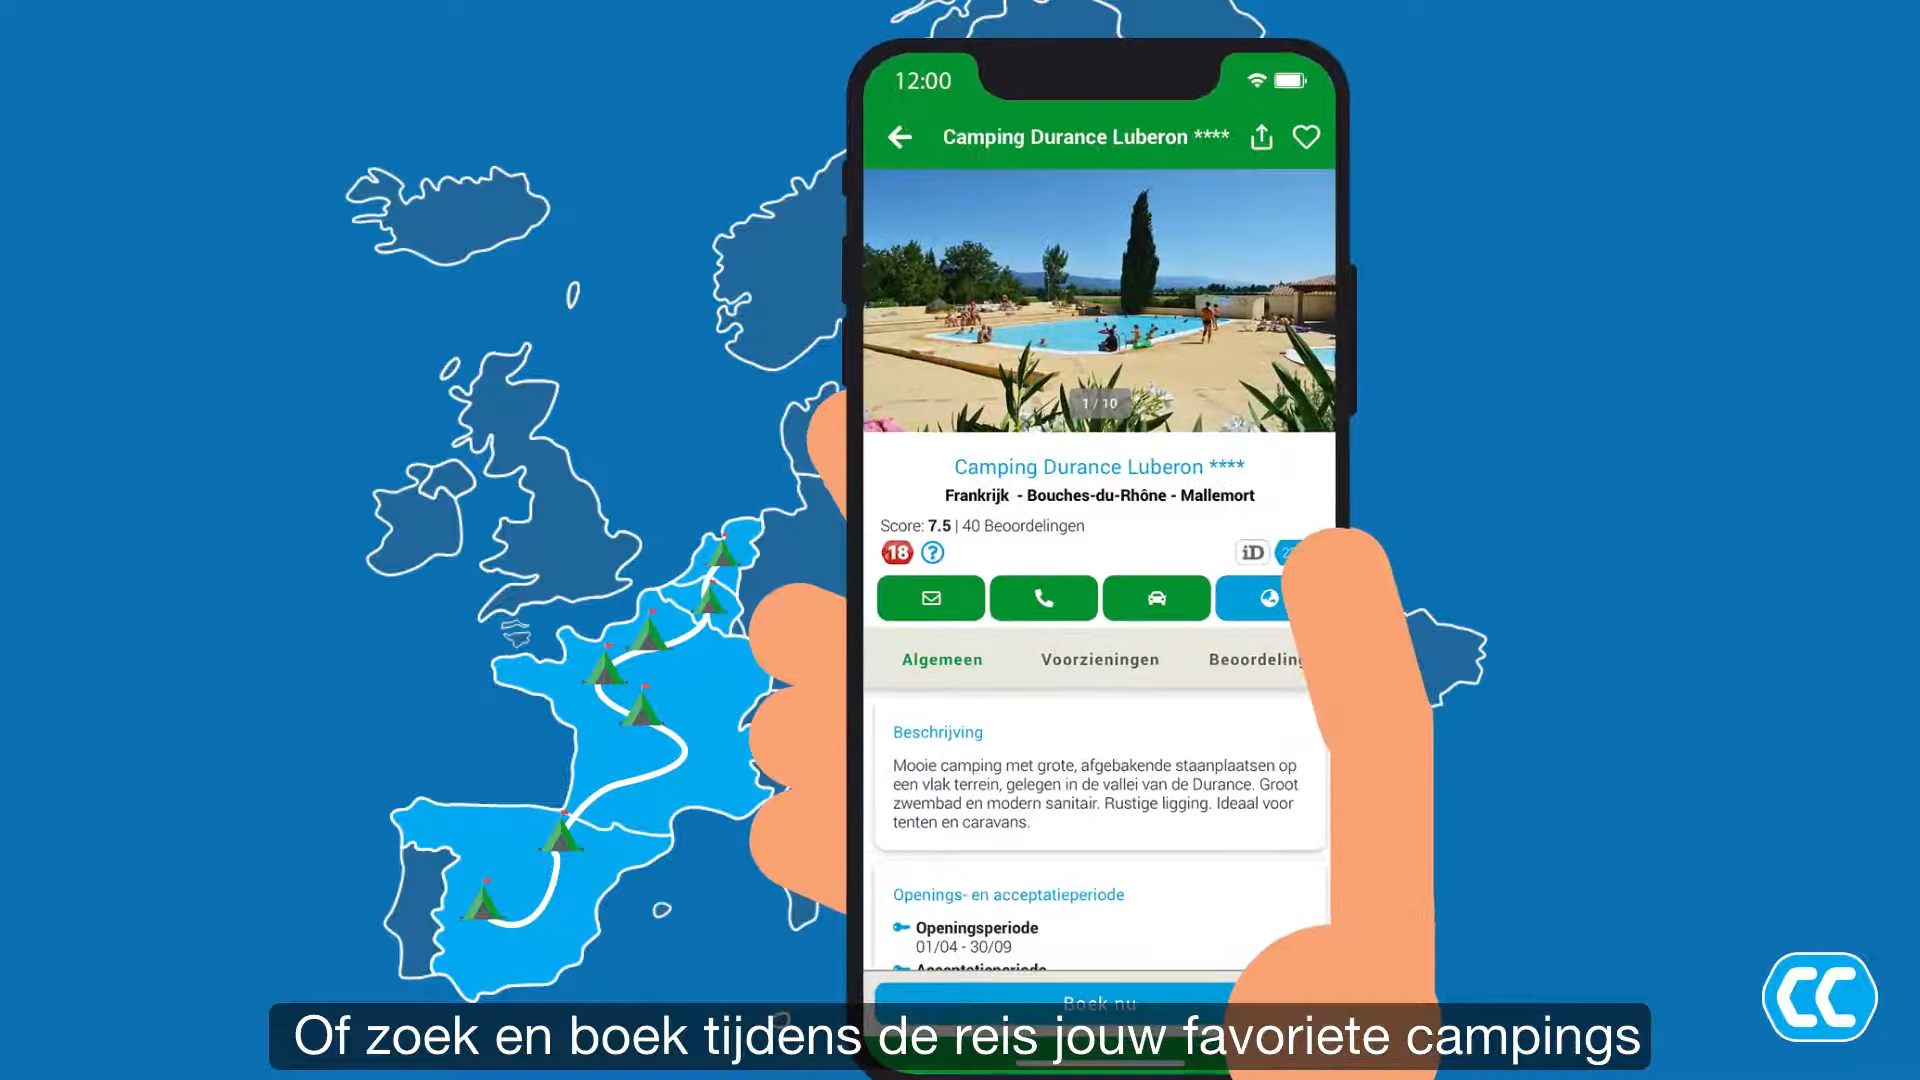 12:00
Camping Durance Luberon ****
1 / 10
Camping Durance Luberon ****
Frankrijk - Bouches-du-Rhône - Mallemort
Score: 7.5 | 40 Beoordelingen
18 ?
iD
Algemeen Voorzieningen
Beschrijving
Mooie camping met grote, afgebakende staanplaatsen op
een vlak terrein, gelegen in de vallei van de Durance. Groot
zwembad en modern sanitair. Rustige ligging. Ideaal voor
tenten en caravans.
Openings- en acceptatieperiode
Openingsperiode
01/04 - 30/09
Acceptatieperiode
Boek nu
Of zoek en boek tijdens de reis jouw favoriete campings
CC